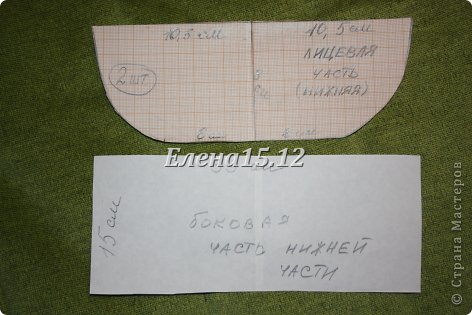 10,5 см 10,5 см
ЛИЦЕВАЯ
2 шт ЧАСТЬ
(НИЖНЯЯ)
Елена15,12
15 см
БОКОВАЯ
ЧАСТЬ НИЖНЕЙ
ЧАСТИ
© Страна Мастеров